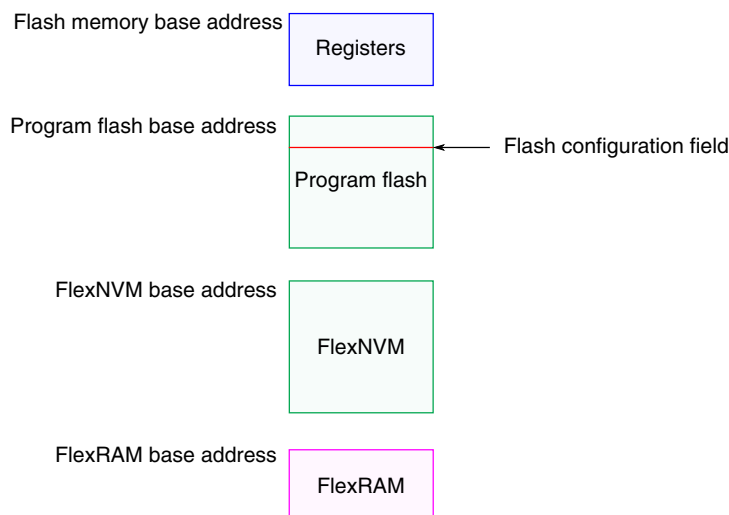 Flash memory base address
Registers
Program flash base address
Flash configuration field
Program flash
FlexNVM base address
FlexNVM
FlexRAM base address
FlexRAM